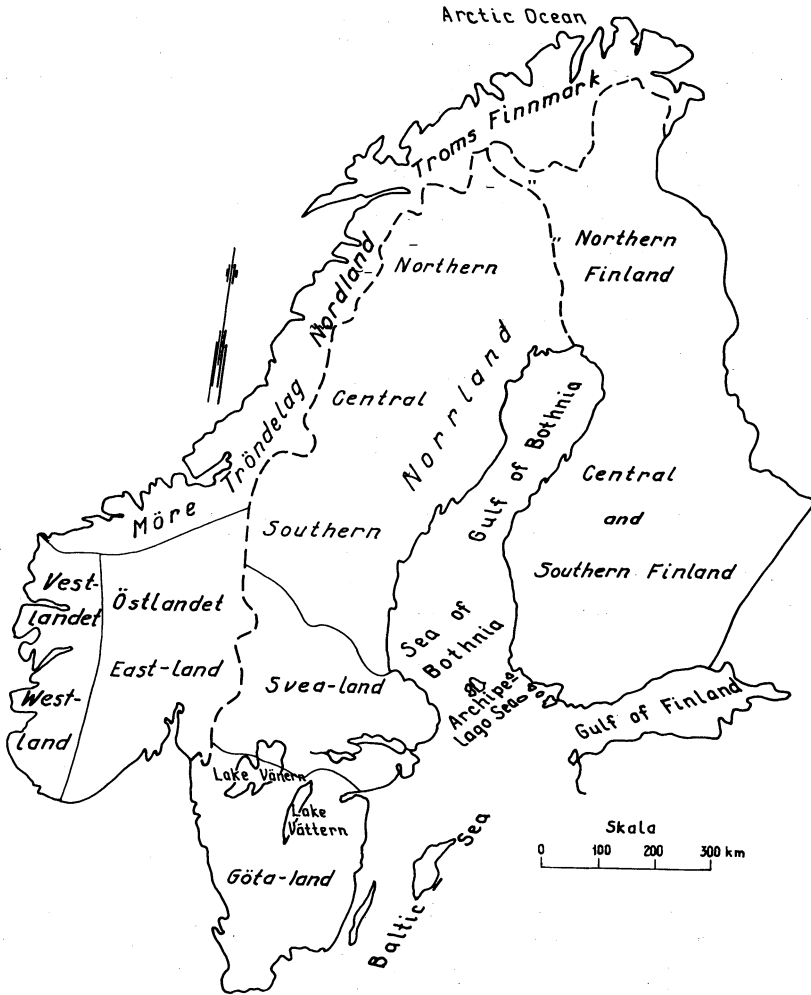 Arctic Ocean
Troms Finnmark
Nordland
Northern
Northern
Finland
Central
Norrland
Tröndelag
Möre
Southern
Gulf of Bothnia
Central
and
Southern Finland
Vest-
landet
Östlandet
East-land
West-
land
Svea-land
Sea of
Bothnia
Archipe-
lago Sea
Gulf of Finland
Lake Vänern
Lake
Vättern
Göta-land
Baltic Sea
Skala
0 100 200 300 km